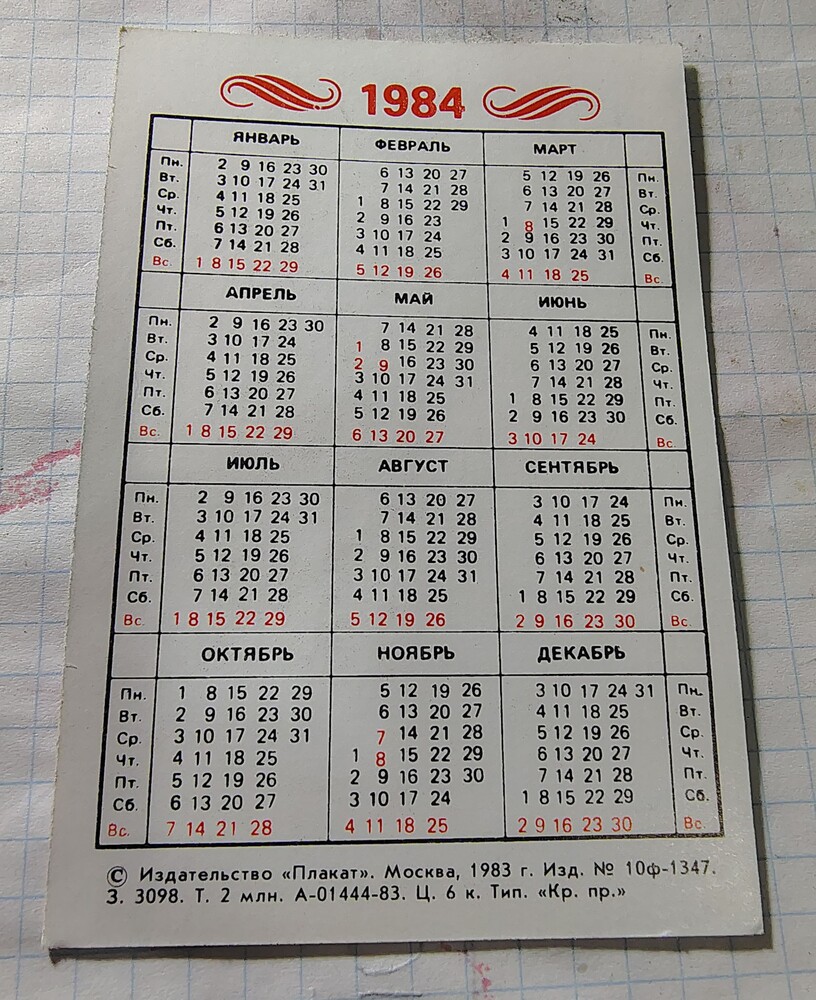 1984
ЯНВАРЬ ФЕВРАЛЬ МАРТ
Пн. 2 9 16 23 30 6 13 20 27 5 12 19 26 Пн.
Вт. 3 10 17 24 31 7 14 21 28 6 13 20 27 Вт.
Ср. 4 11 18 25 1 8 15 22 29 7 14 21 28 Ср.
Чт. 5 12 19 26 2 9 16 23 1 8 15 22 29 Чт.
Пт. 6 13 20 27 3 10 17 24 2 9 16 23 30 Пт.
Сб. 7 14 21 28 4 11 18 25 3 10 17 24 31 Сб.
Вс. 1 8 15 22 29 5 12 19 26 4 11 18 25 Вс.
АПРЕЛЬ МАЙ ИЮНЬ
Пн. 2 9 16 23 30 7 14 21 28 4 11 18 25 Пн.
Вт. 3 10 17 24 1 8 15 22 29 5 12 19 26 Вт.
Ср. 4 11 18 25 2 9 16 23 30 6 13 20 27 Ср.
Чт. 5 12 19 26 3 10 17 24 31 7 14 21 28 Чт.
Пт. 6 13 20 27 4 11 18 25 1 8 15 22 29 Пт.
Сб. 7 14 21 28 5 12 19 26 2 9 16 23 30 Сб.
Вс. 1 8 15 22 29 6 13 20 27 3 10 17 24 Вс.
ИЮЛЬ АВГУСТ СЕНТЯБРЬ
Пн. 2 9 16 23 30 6 13 20 27 3 10 17 24 Пн.
Вт. 3 10 17 24 31 7 14 21 28 4 11 18 25 Вт.
Ср. 4 11 18 25 1 8 15 22 29 5 12 19 26 Ср.
Чт. 5 12 19 26 2 9 16 23 30 6 13 20 27 Чт.
Пт. 6 13 20 27 3 10 17 24 31 7 14 21 28 Пт.
Сб. 7 14 21 28 4 11 18 25 1 8 15 22 29 Сб.
Вс. 1 8 15 22 29 5 12 19 26 2 9 16 23 30 Вс.
ОКТЯБРЬ НОЯБРЬ ДЕКАБРЬ
Пн. 1 8 15 22 29 5 12 19 26 3 10 17 24 31 Пн.
Вт. 2 9 16 23 30 6 13 20 27 4 11 18 25 Вт.
Ср. 3 10 17 24 31 7 14 21 28 5 12 19 26 Ср.
Чт. 4 11 18 25 1 8 15 22 29 6 13 20 27 Чт.
Пт. 5 12 19 26 2 9 16 23 30 7 14 21 28 Пт.
Сб. 6 13 20 27 3 10 17 24 1 8 15 22 29 Сб.
Вс. 7 14 21 28 4 11 18 25 2 9 16 23 30 Вс.
© Издательство «Плакат». Москва, 1983 г. Изд. № 10ф-1347.
З. 3098. Т. 2 млн. А-01444-83. Ц. 6 к. Тип. «Кр. пр.»